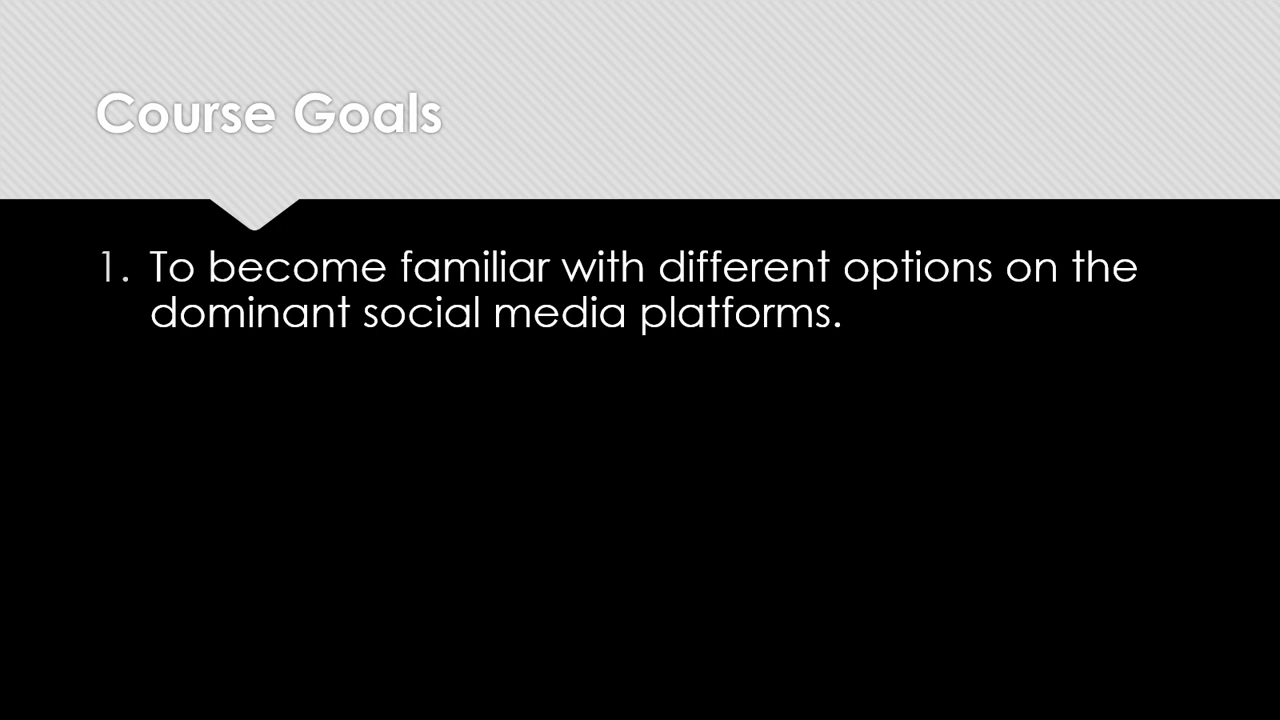 Course Goals
1. To become familiar with different options on the
dominant social media platforms.